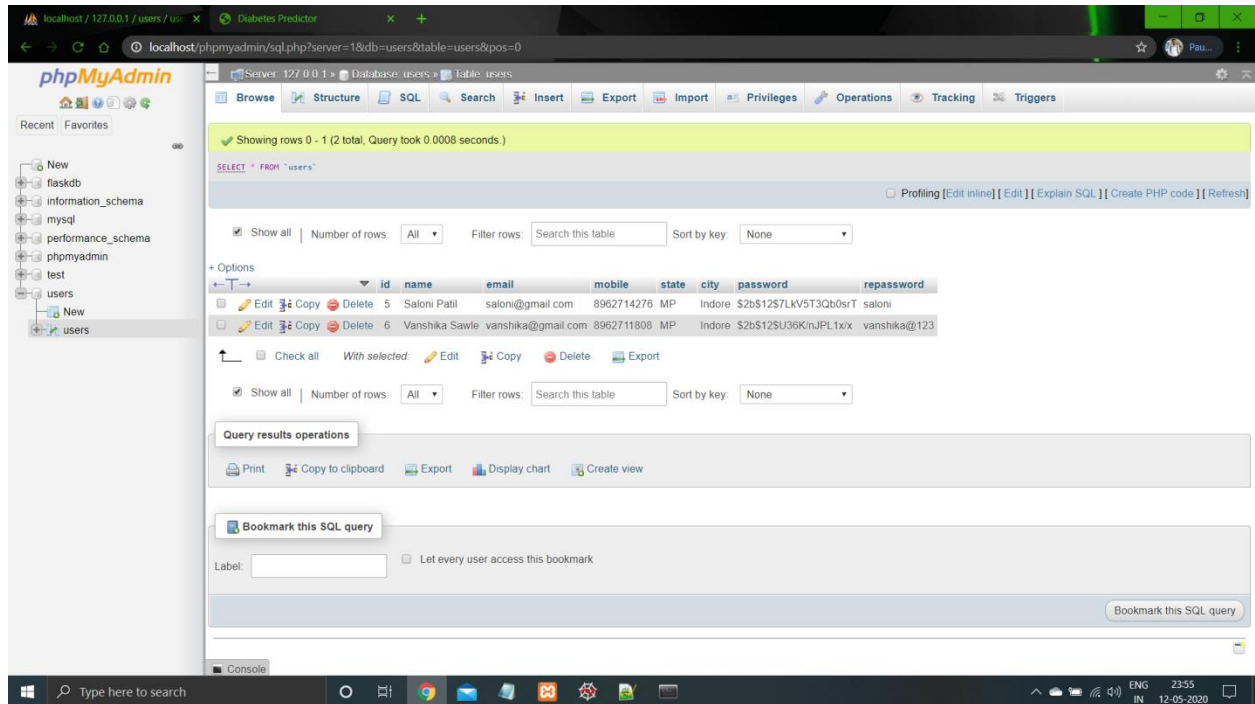 localhost / 127.0.0.1 / users / use
Diabetes Predictor
localhost/phpmyadmin/sql.php?server=1&db=users&table=users&pos=0
Pau...
phpMyAdmin
Recent Favorites
New
flaskdb
information_schema
mysql
performance_schema
phpmyadmin
test
users
New
users
Server: 127.0.0.1 » Database: users » Table: users
Browse Structure SQL Search Insert Export Import Privileges Operations Tracking Triggers
Showing rows 0 - 1 (2 total, Query took 0.0008 seconds.)
SELECT * FROM `users`
Profiling [Edit inline] [ Edit ] [ Explain SQL ] [ Create PHP code ] [ Refresh]
Show all | Number of rows: All Filter rows: Search this table Sort by key: None
+ Options
←T→ id name email mobile state city password repassword
Edit Copy Delete 5 Saloni Patil saloni@gmail.com 8962714276 MP Indore $2b$12$7LkV5T3Qb0srT saloni
Edit Copy Delete 6 Vanshika Sawle vanshika@gmail.com 8962711808 MP Indore $2b$12$U36K/nJPL1x/x vanshika@123
Check all With selected: Edit Copy Delete Export
Show all | Number of rows: All Filter rows: Search this table Sort by key: None
Query results operations
Print Copy to clipboard Export Display chart Create view
Bookmark this SQL query
Label: Let every user access this bookmark
Bookmark this SQL query
Console
Type here to search
ENG 23:55
IN 12-05-2020